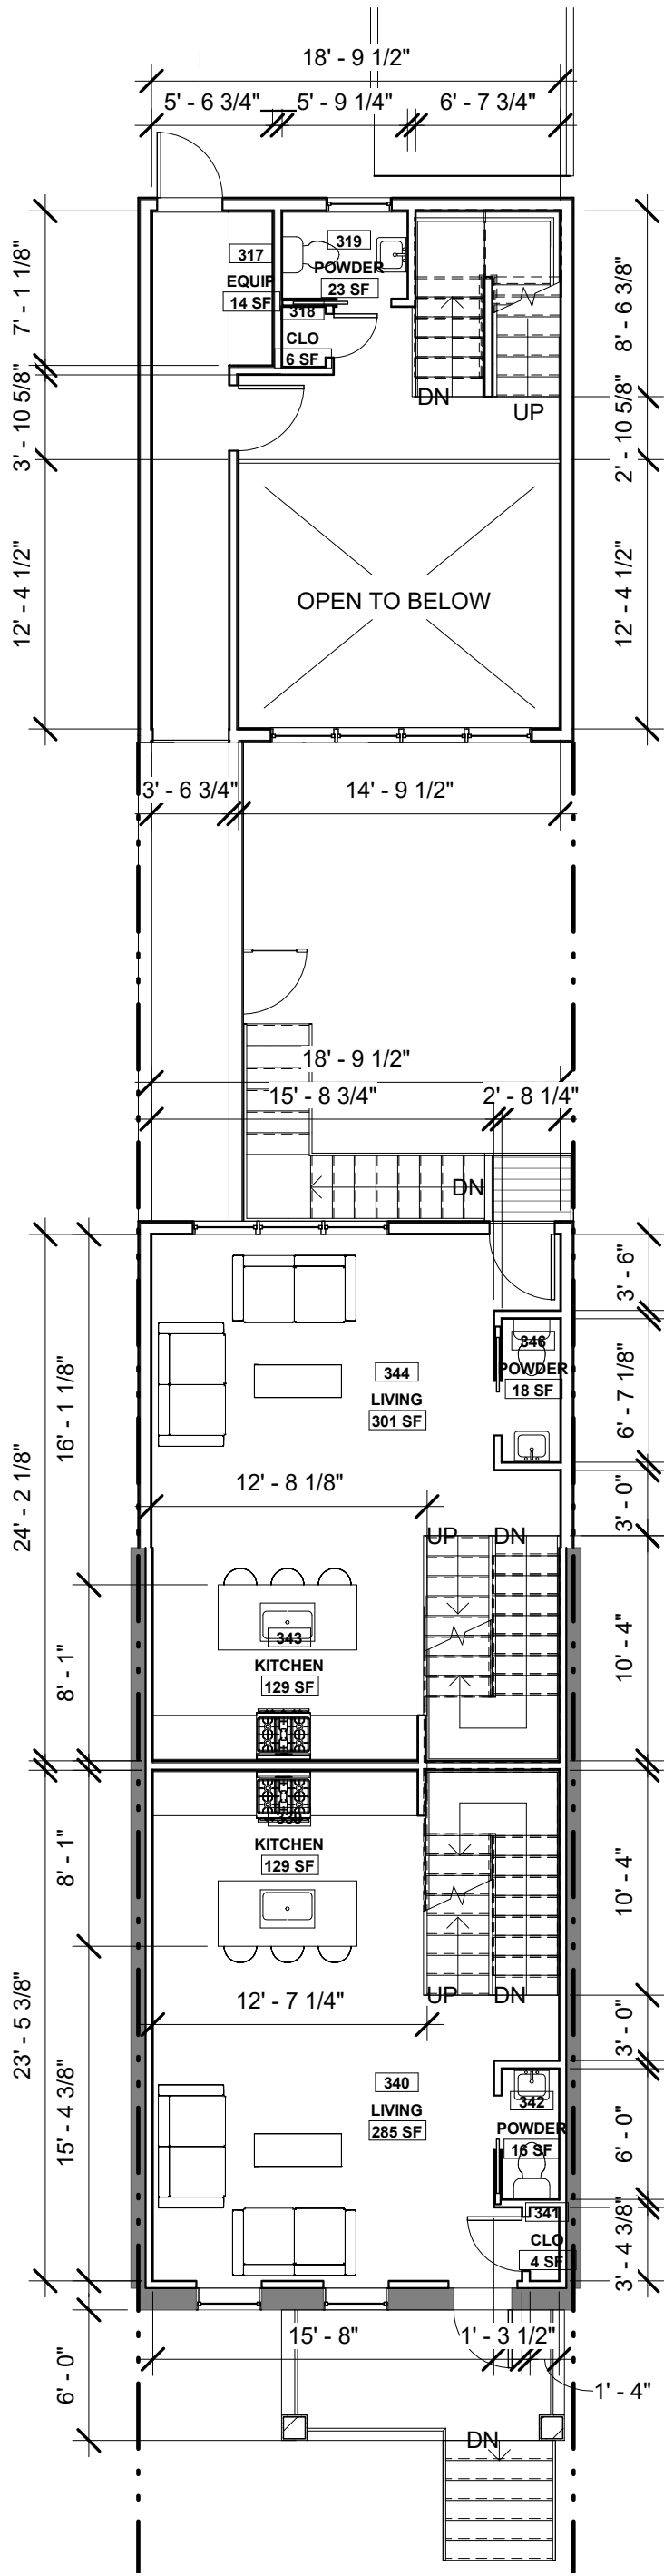 18' - 9 1/2"
5' - 6 3/4"
5' - 9 1/4"
6' - 7 3/4"
7' - 1 1/8"
3' - 10 5/8"
12' - 4 1/2"
317
EQUIP
14 SF
319
POWDER
23 SF
318
CLO
6 SF
DN
UP
8' - 6 3/8"
2' - 10 5/8"
12' - 4 1/2"
OPEN TO BELOW
3' - 6 3/4"
14' - 9 1/2"
18' - 9 1/2"
15' - 8 3/4"
2' - 8 1/4"
DN
24' - 2 1/8"
16' - 1 1/8"
8' - 1"
344
LIVING
301 SF
346
POWDER
18 SF
3' - 6"
6' - 7 1/8"
3' - 0"
10' - 4"
12' - 8 1/8"
UP
DN
343
KITCHEN
129 SF
KITCHEN
129 SF
8' - 1"
23' - 5 3/8"
15' - 4 3/8"
10' - 4"
3' - 0"
6' - 0"
3' - 4 3/8"
UP
DN
12' - 7 1/4"
340
LIVING
285 SF
342
POWDER
16 SF
341
CLO
4 SF
15' - 8"
1' - 3 1/2"
1' - 4"
6' - 0"
DN